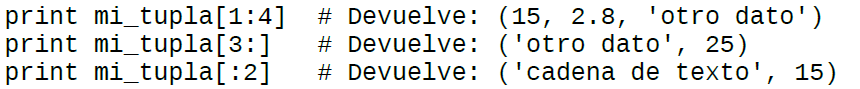 print mi_tupla[1:4]  # Devuelve: (15, 2.8, 'otro dato')
print mi_tupla[3:]   # Devuelve: ('otro dato', 25)
print mi_tupla[:2]   # Devuelve: ('cadena de texto', 15)